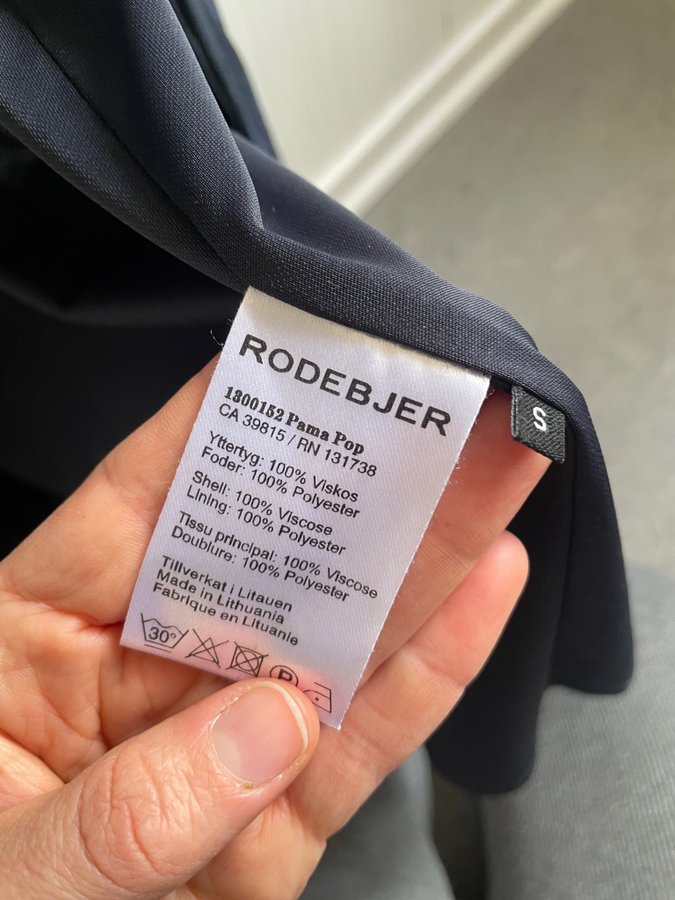 RODEBJER
1300152 Pama Pop
CA 39815 / RN 131738
Yttertyg: 100% Viskos
Foder: 100% Polyester
Shell: 100% Viscose
Lining: 100% Polyester
Tissu principal: 100% Viscose
Doublure: 100% Polyester
Tillverkat i Litauen
Made in Lithuania
Fabrique en Lituanie
30°
P
S